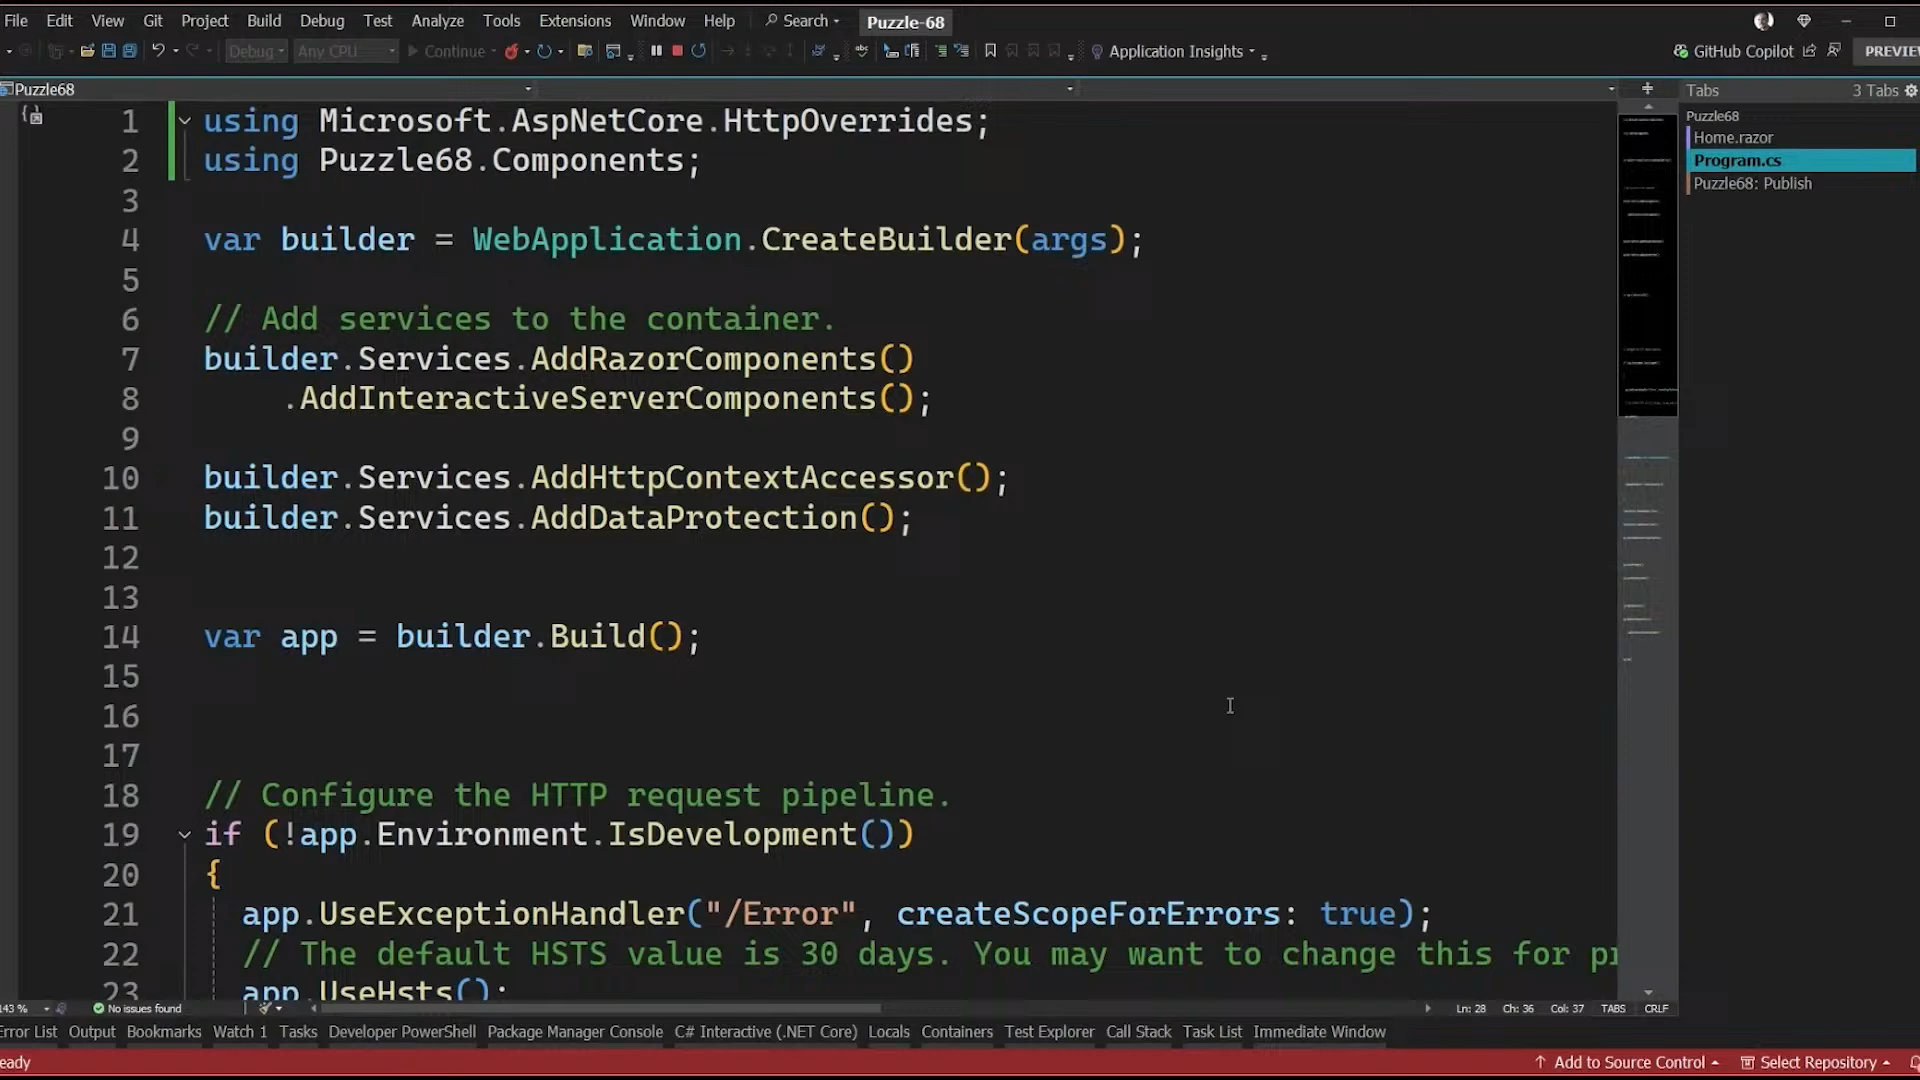 File Edit View Git Project Build Debug Test Analyze Tools Extensions Window Help Search Puzzle-68
Debug Any CPU Continue Application Insights GitHub Copilot PREVIEW
Puzzle68
Tabs 3 Tabs
Puzzle68
Home.razor
Program.cs
Puzzle68: Publish
1 using Microsoft.AspNetCore.HttpOverrides;
2 using Puzzle68.Components;
3
4 var builder = WebApplication.CreateBuilder(args);
5
6 // Add services to the container.
7 builder.Services.AddRazorComponents()
8 .AddInteractiveServerComponents();
9
10 builder.Services.AddHttpContextAccessor();
11 builder.Services.AddDataProtection();
12
13
14 var app = builder.Build();
15
16
17
18 // Configure the HTTP request pipeline.
19 if (!app.Environment.IsDevelopment())
20 {
21 app.UseExceptionHandler("/Error", createScopeForErrors: true);
22 // The default HSTS value is 30 days. You may want to change this for pr
23 app.UseHsts();
143 % No issues found Ln: 28 Ch: 36 Col: 37 TABS CRLF
Error List Output Bookmarks Watch 1 Tasks Developer PowerShell Package Manager Console C# Interactive (.NET Core) Locals Containers Test Explorer Call Stack Task List Immediate Window
eady Add to Source Control Select Repository